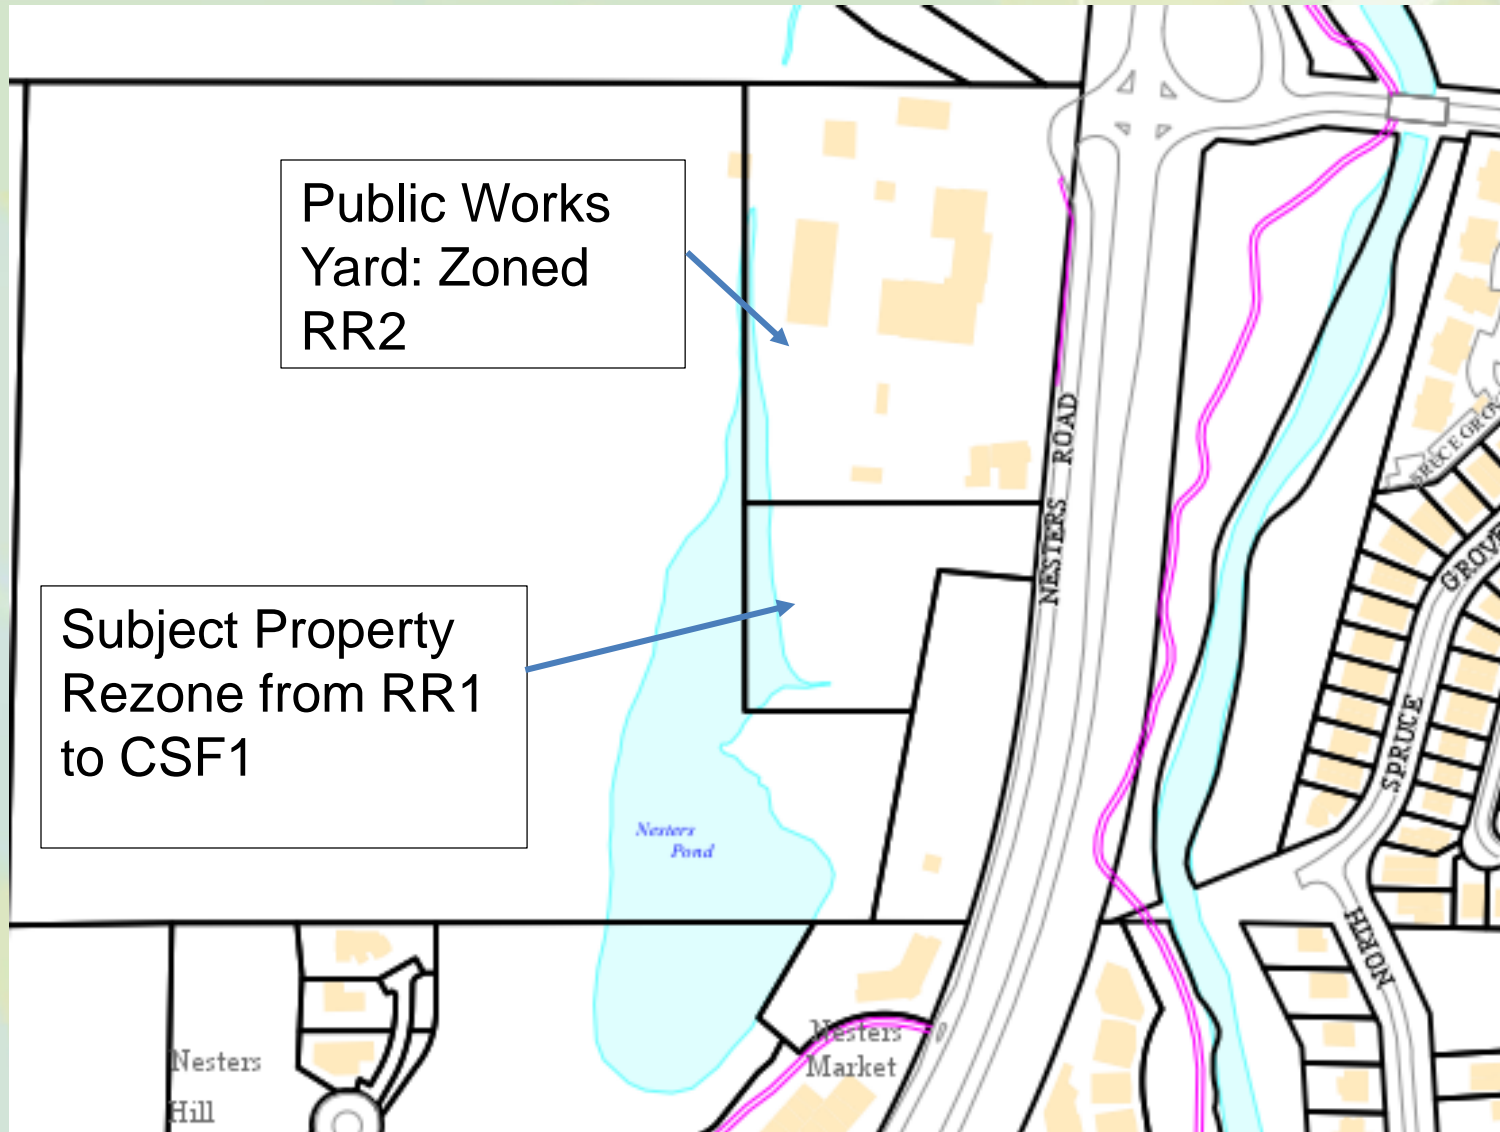 Public Works
Yard: Zoned
RR2
NESTERS ROAD
SPRUCE GROVE
Subject Property
Rezone from RR1
to CSF1
SPRUCE
Nesters
Pond
NORTH
Nesters
Market
Nesters
Hill